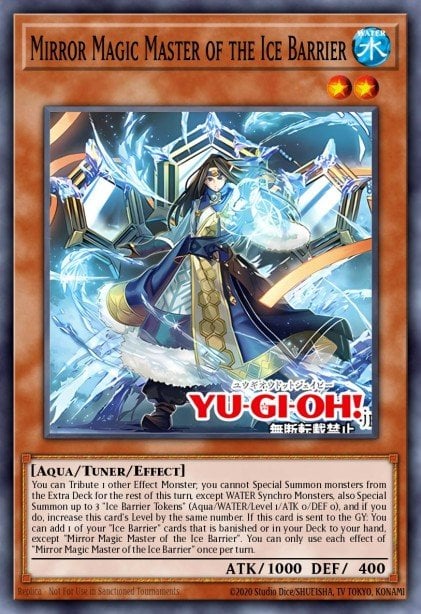 Mirror Magic Master of the Ice Barrier
WATER
水
ユウギオウドットジェイピー
YU-GI-OH!
無断転載禁止
[Aqua/Tuner/Effect]
You can Tribute 1 other Effect Monster; you cannot Special Summon monsters from
the Extra Deck for the rest of this turn, except WATER Synchro Monsters, also Special
Summon up to 3 "Ice Barrier Tokens" (Aqua/WATER/Level 1/ATK 0/DEF 0), and if you
do, increase this card's Level by the same number. If this card is sent to the GY: You
can add 1 of your "Ice Barrier" cards that is banished or in your Deck to your hand,
except "Mirror Magic Master of the Ice Barrier". You can only use each effect of
"Mirror Magic Master of the Ice Barrier" once per turn.
ATK/1000 DEF/ 400
Replica - Not For Use in Sanctioned Tournaments
©2020 Studio Dice/SHUEISHA, TV TOKYO, KONAMI